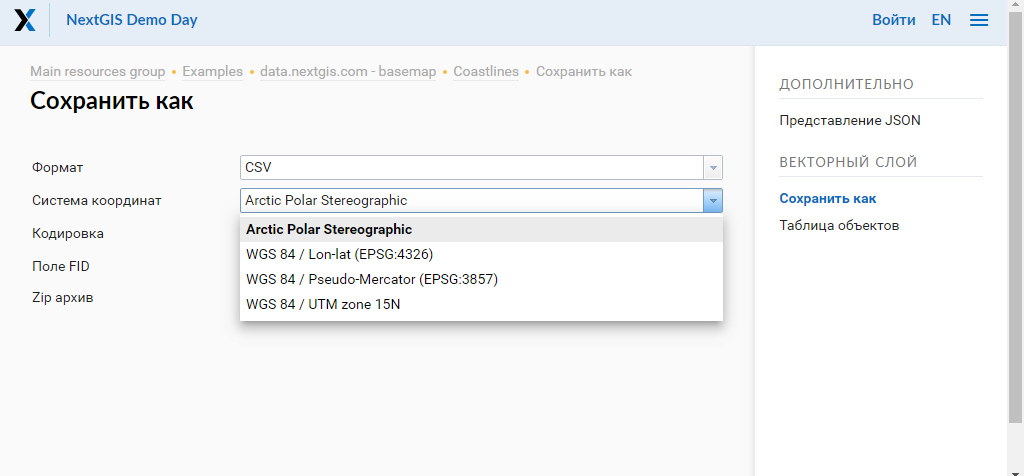 NextGIS Demo Day
Войти EN
Main resources group • Examples • data.nextgis.com - basemap • Coastlines • Сохранить как
Сохранить как
Формат CSV
Система координат Arctic Polar Stereographic
Кодировка
Поле FID
Zip архив
Arctic Polar Stereographic
WGS 84 / Lon-lat (EPSG:4326)
WGS 84 / Pseudo-Mercator (EPSG:3857)
WGS 84 / UTM zone 15N
ДОПОЛНИТЕЛЬНО
Представление JSON
ВЕКТОРНЫЙ СЛОЙ
Сохранить как
Таблица объектов